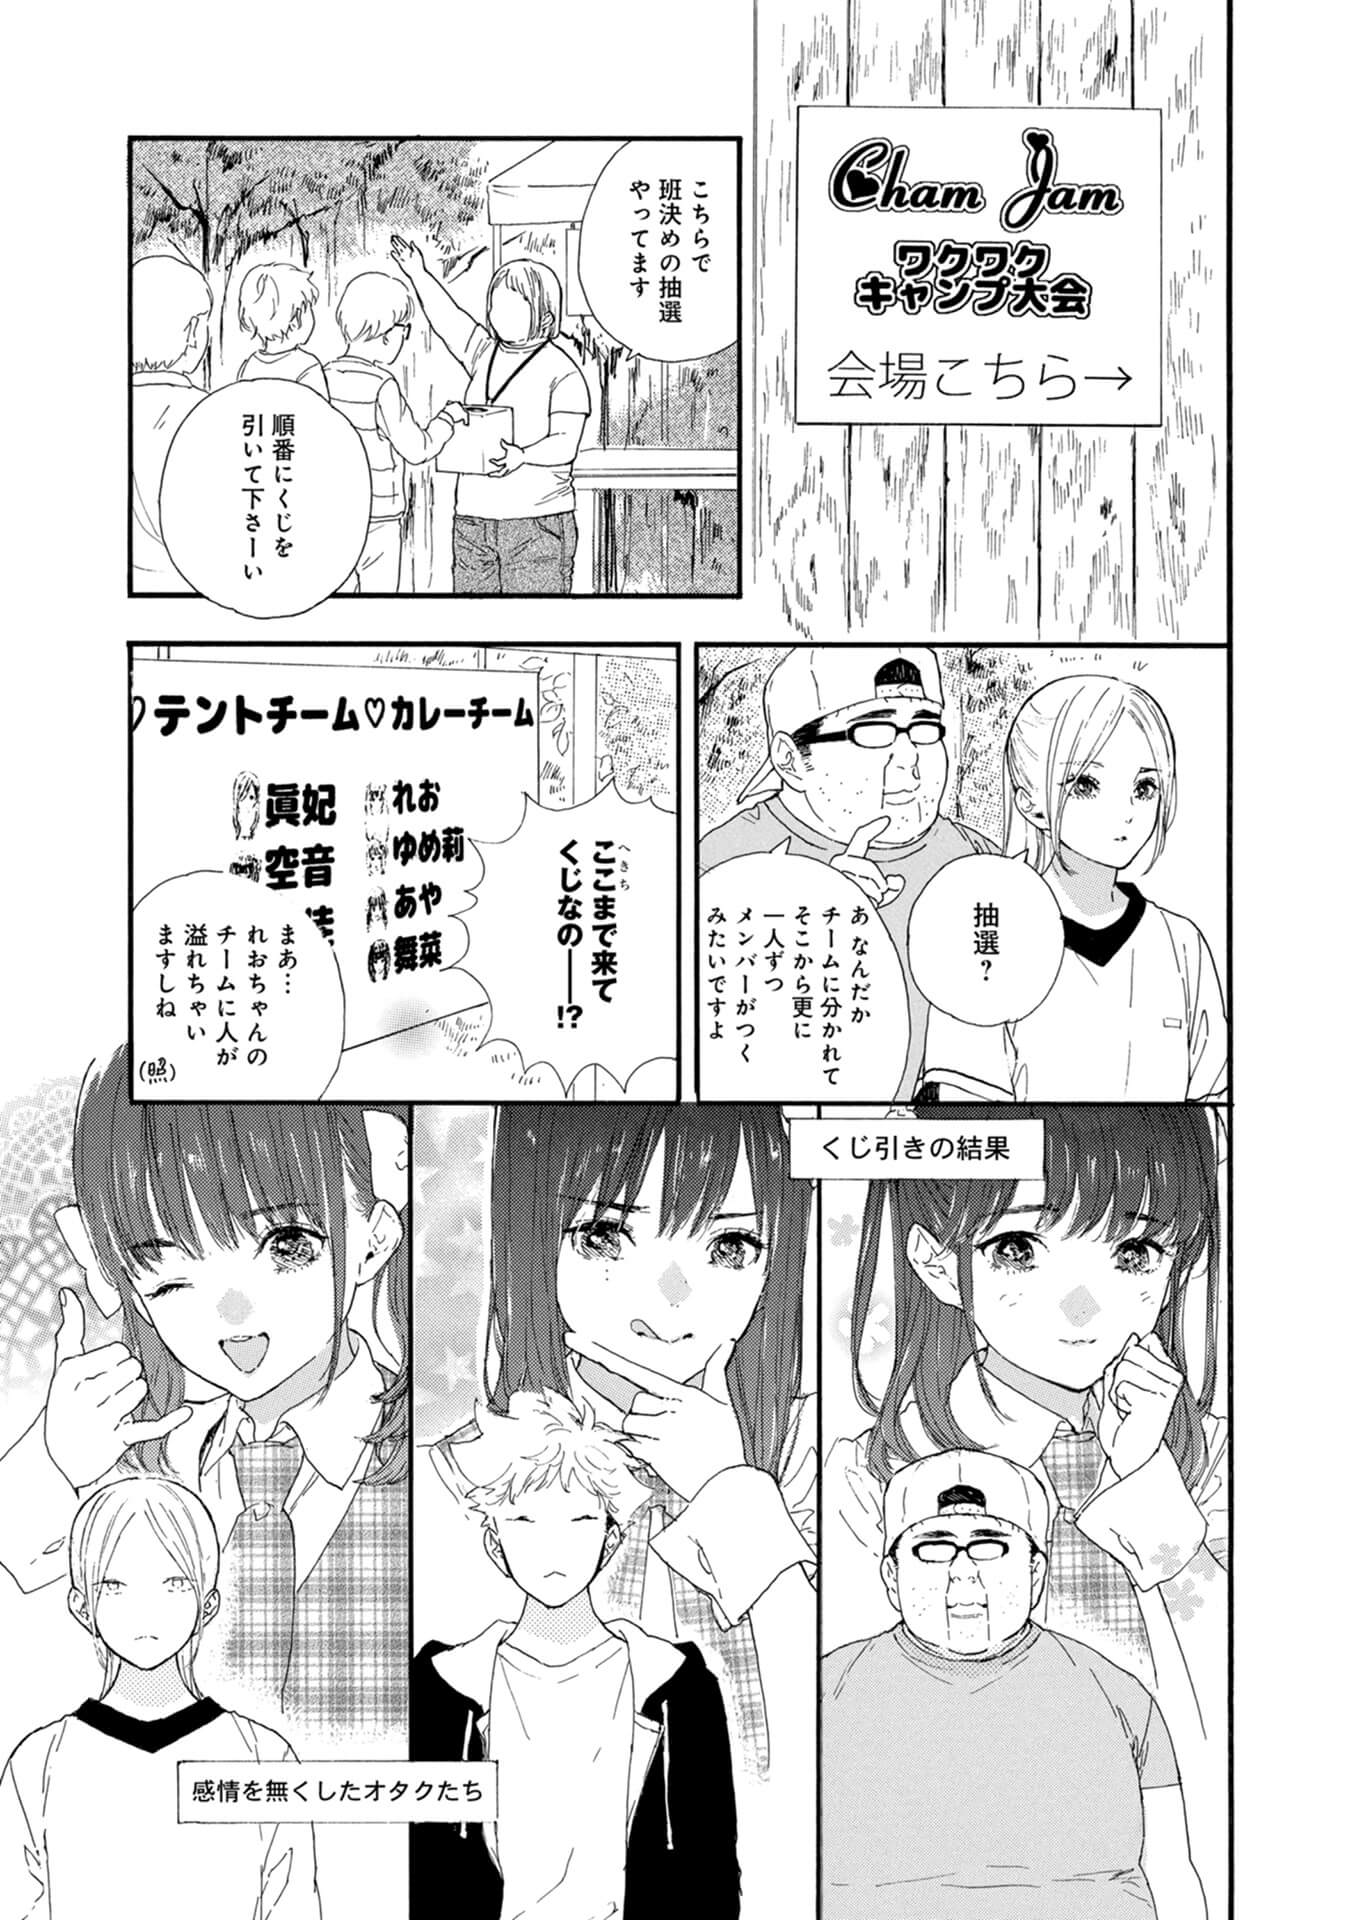 Cham Jam
ワクワク
キャンプ大会
会場こちら→
こちらで
班決めの抽選
やってます
順番にくじを
引いて下さーい
抽選?
あ なんだか
チームに分かれて
そこから更に
一人ずつ
メンバーがつく
みたいですよ
♡テントチーム♡カレーチーム
眞妃
空音
れお
ゆめ莉
あや
舞菜
へきち
ここまで来て
くじなの――!?
まあ…
れおちゃんの
チームに人が
溢れちゃい
ますしね
(照)
くじ引きの結果
感情を無くしたオタクたち